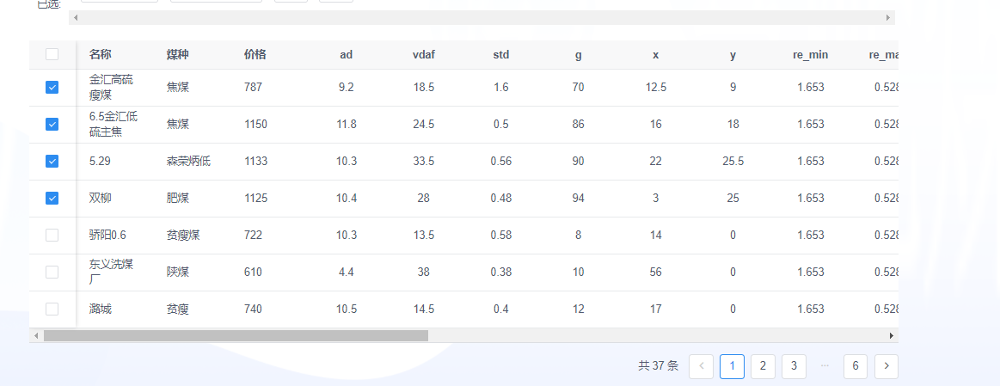 已选:
名称 煤种 价格 ad vdaf std g x y re_min re_ma
金汇高硫
瘦煤 焦煤 787 9.2 18.5 1.6 70 12.5 9 1.653 0.528
6.5金汇低
硫主焦 焦煤 1150 11.8 24.5 0.5 86 16 18 1.653 0.528
5.29 森荣炳低 1133 10.3 33.5 0.56 90 22 25.5 1.653 0.528
双柳 肥煤 1125 10.4 28 0.48 94 3 25 1.653 0.528
骄阳0.6 贫瘦煤 722 10.3 13.5 0.58 8 14 0 1.653 0.528
东义洗煤
厂 陕煤 610 4.4 38 0.38 10 56 0 1.653 0.528
潞城 贫瘦 740 10.5 14.5 0.4 12 17 0 1.653 0.528
共 37 条 1 2 3 ··· 6